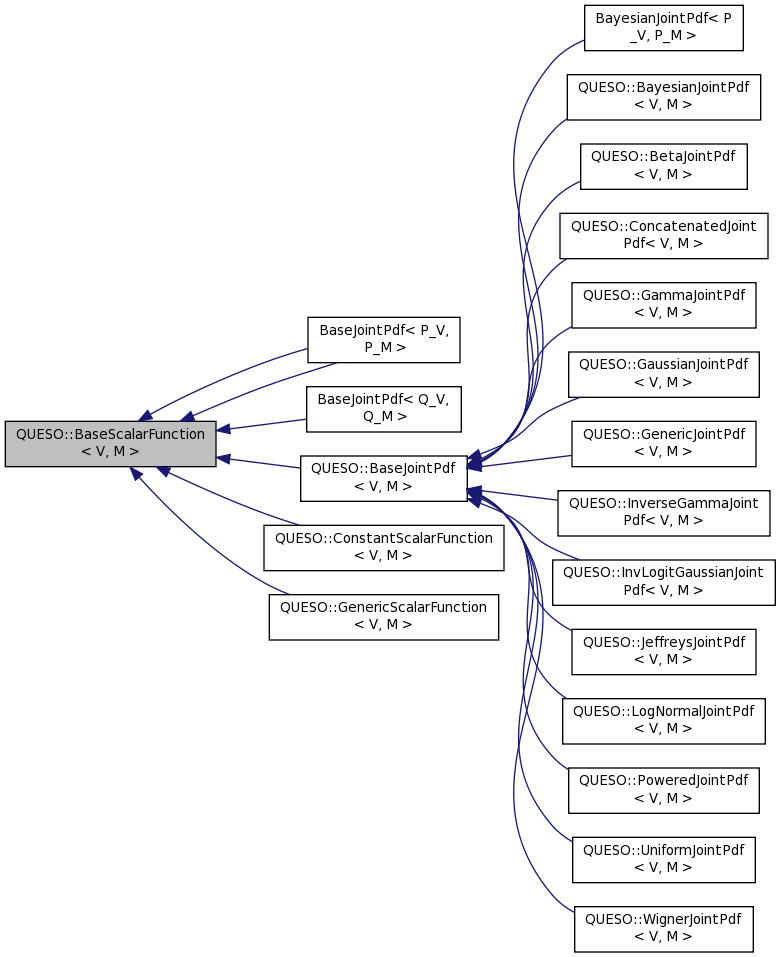 QUESO::BaseScalarFunction
< V, M >
BaseJointPdf< P_V,
P_M >
BaseJointPdf< Q_V,
Q_M >
QUESO::BaseJointPdf
< V, M >
QUESO::ConstantScalarFunction
< V, M >
QUESO::GenericScalarFunction
< V, M >
BayesianJointPdf< P
_V, P_M >
QUESO::BayesianJointPdf
< V, M >
QUESO::BetaJointPdf
< V, M >
QUESO::ConcatenatedJoint
Pdf< V, M >
QUESO::GammaJointPdf
< V, M >
QUESO::GaussianJointPdf
< V, M >
QUESO::GenericJointPdf
< V, M >
QUESO::InverseGammaJoint
Pdf< V, M >
QUESO::InvLogitGaussianJoint
Pdf< V, M >
QUESO::JeffreysJointPdf
< V, M >
QUESO::LogNormalJointPdf
< V, M >
QUESO::PoweredJointPdf
< V, M >
QUESO::UniformJointPdf
< V, M >
QUESO::WignerJointPdf
< V, M >